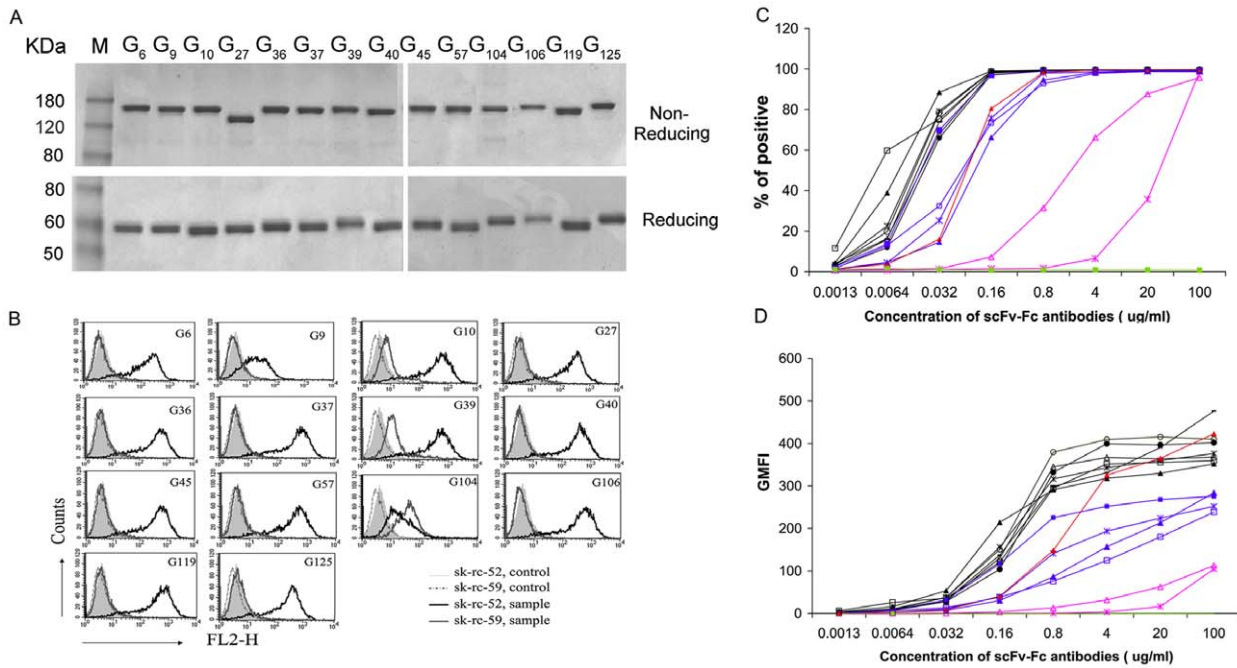 A
KDa M G6 G9 G10 G27 G36 G37 G39 G40 G45 G57 G104 G106 G119 G125
180
120
80
Non-
Reducing
80
60
50
Reducing
B
G6 G9 G10 G27
G36 G37 G39 G40
G45 G57 G104 G106
G119 G125
Counts
FL2-H
sk-rc-52, control
sk-rc-59, control
sk-rc-52, sample
sk-rc-59, sample
C
% of positive
120
100
80
60
40
20
0
0.0013 0.0064 0.032 0.16 0.8 4 20 100
Concentration of scFv-Fc antibodies ( ug/ml)
D
GMFI
600
500
400
300
200
100
0
0.0013 0.0064 0.032 0.16 0.8 4 20 100
Concentration of scFv-Fc antibodies ( ug/ml)